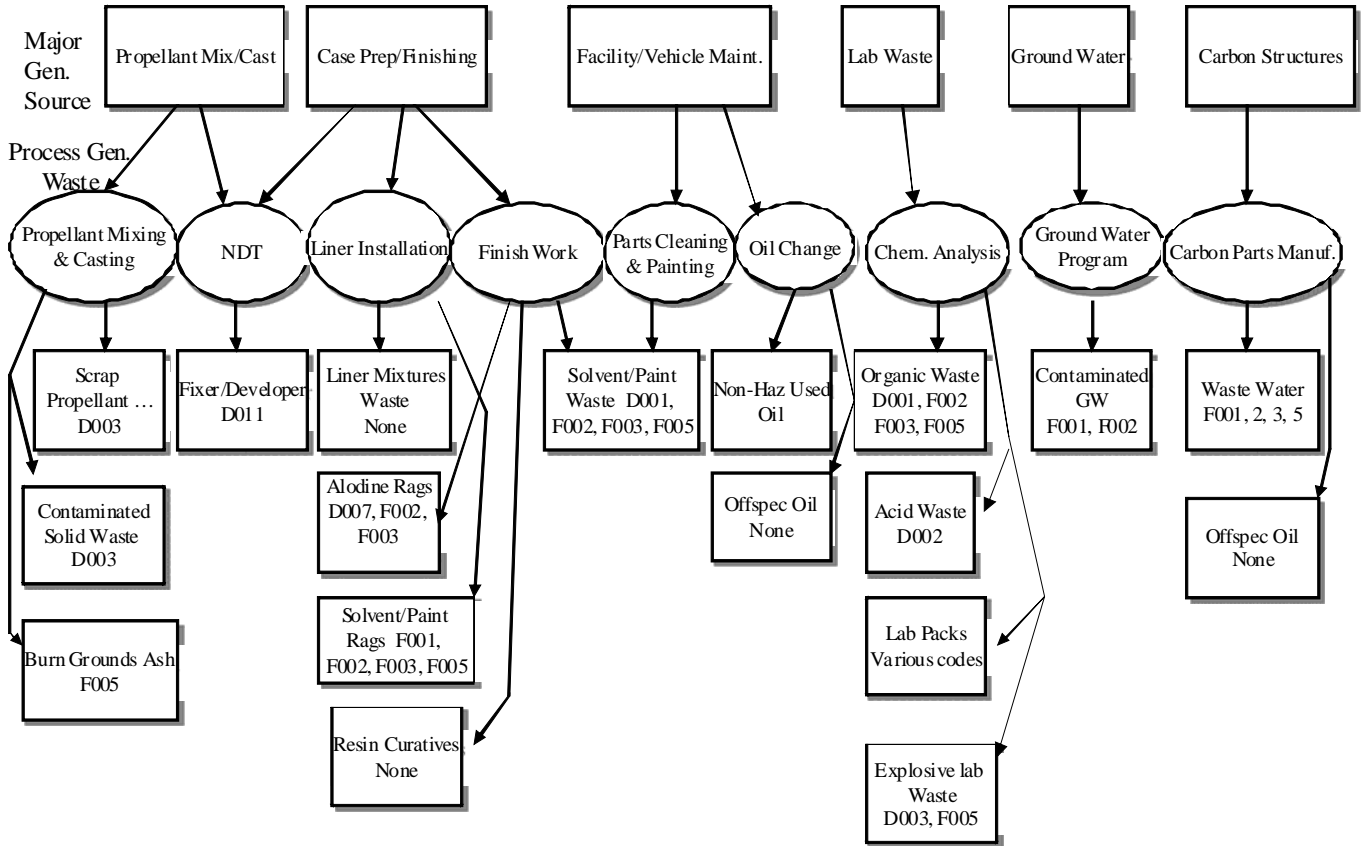 Major
Gen.
Source
Propellant Mix/Cast
Case Prep/Finishing
Facility/Vehicle Maint.
Lab Waste
Ground Water
Carbon Structures
Process Gen.
Waste
Propellant Mixing
& Casting
NDT
Liner Installation
Finish Work
Parts Cleaning
& Painting
Oil Change
Chem. Analysis
Ground Water
Program
Carbon Parts Manuf.
Scrap
Propellant …
D003
Fixer/Developer
D011
Liner Mixtures
Waste
None
Solvent/Paint
Waste D001,
F002, F003, F005
Non-Haz Used
Oil
Organic Waste
D001, F002
F003, F005
Contaminated
GW
F001, F002
Waste Water
F001, 2, 3, 5
Contaminated
Solid Waste
D003
Alodine Rags
D007, F002,
F003
Offspec Oil
None
Acid Waste
D002
Offspec Oil
None
Burn Grounds Ash
F005
Solvent/Paint
Rags F001,
F002, F003, F005
Lab Packs
Various codes
Resin Curatives
None
Explosive lab
Waste
D003, F005